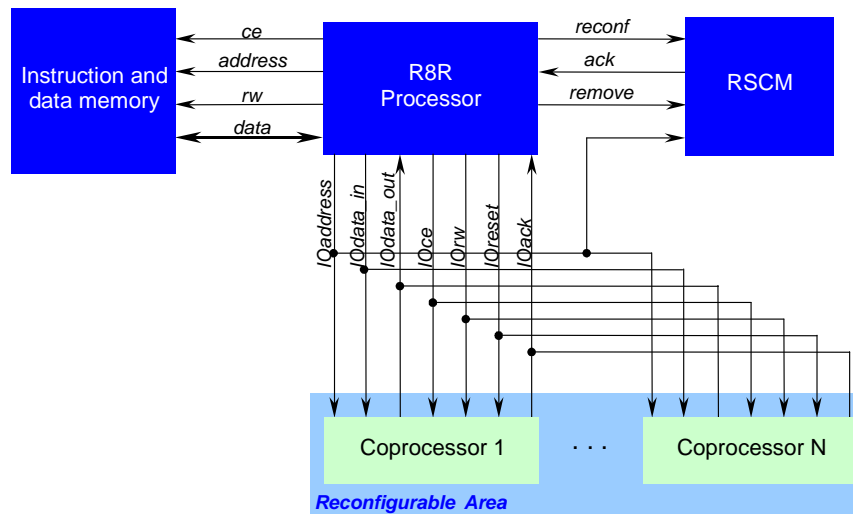 ce
address
rw
data
Instruction and
data memory
R8R
Processor
reconf
ack
remove
RSCM
IOaddress
IOdata_in
IOdata_out
IOce
IOrw
IOreset
IOack
Coprocessor 1
. . .
Coprocessor N
Reconfigurable Area